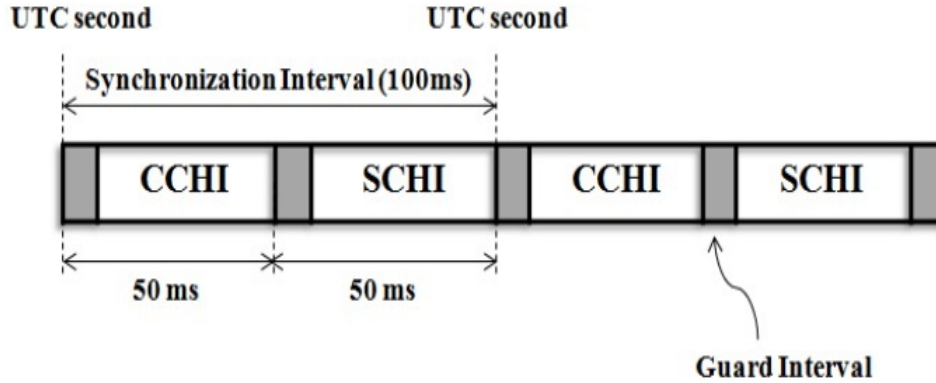 UTC second
UTC second
Synchronization Interval (100ms)
CCHI
SCHI
CCHI
SCHI
50 ms
50 ms
Guard Interval